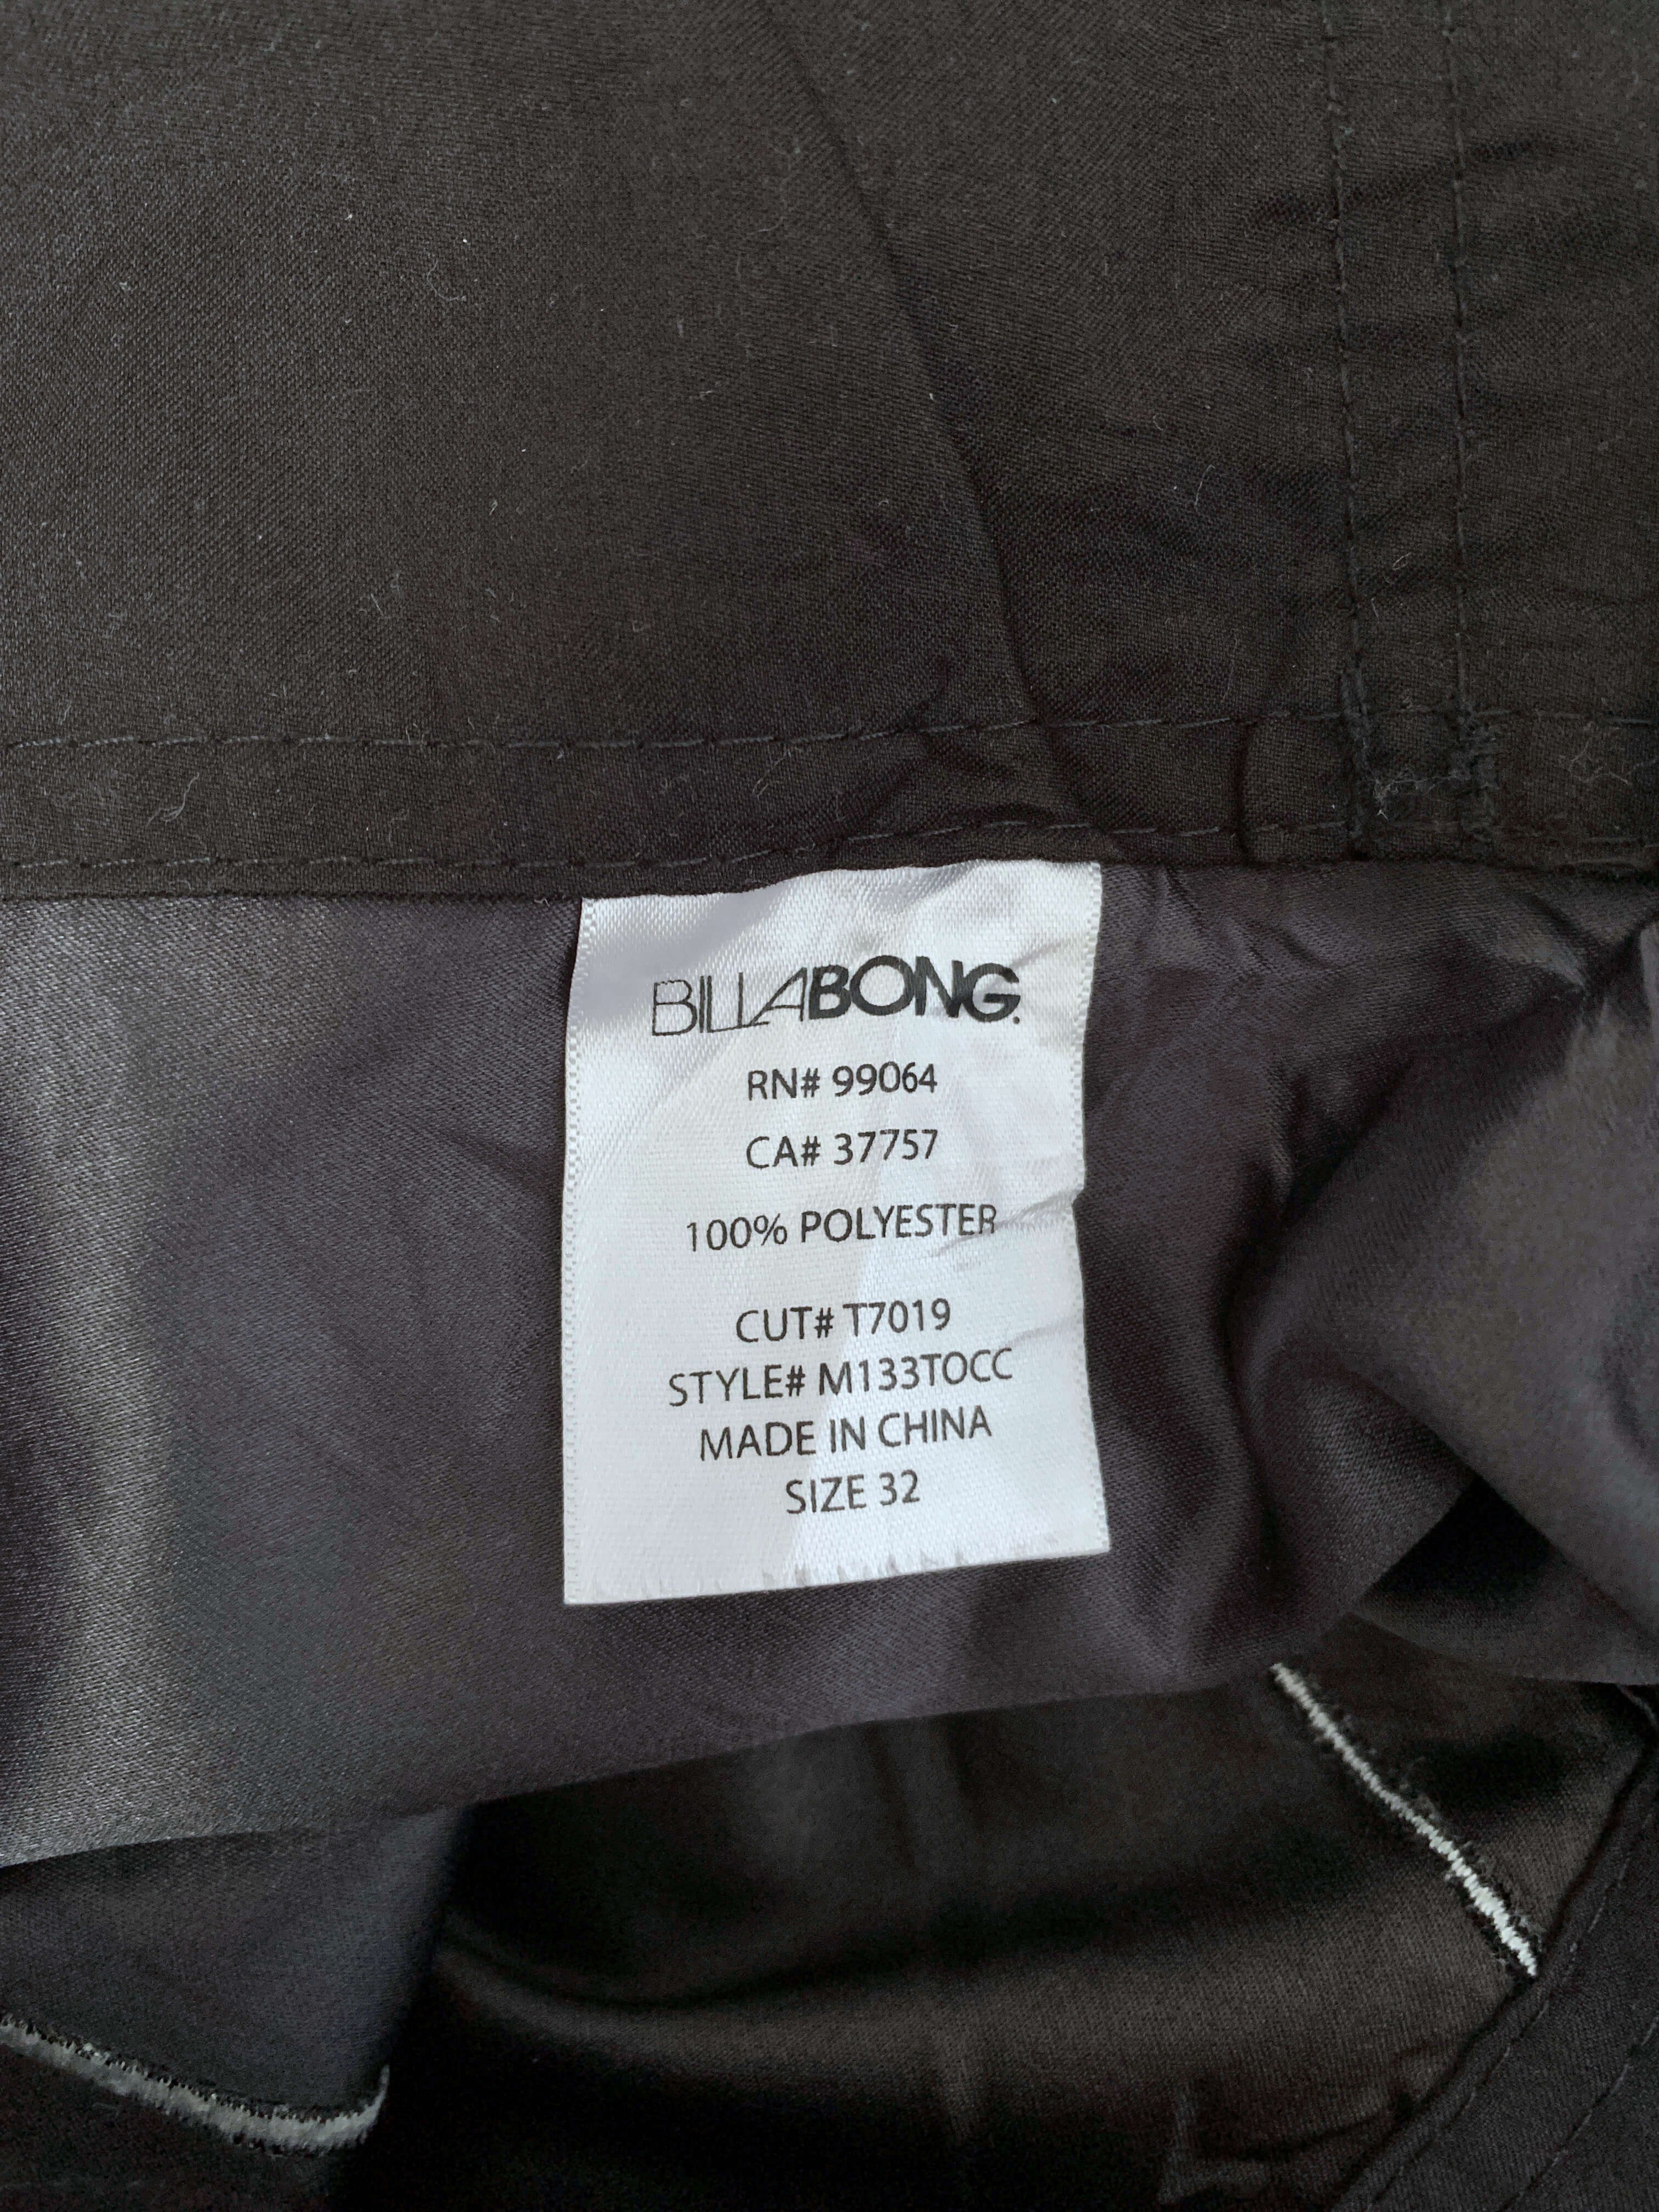 BILLABONG.
RN# 99064
CA# 37757
100% POLYESTER
CUT# T7019
STYLE# M133TOCC
MADE IN CHINA
SIZE 32